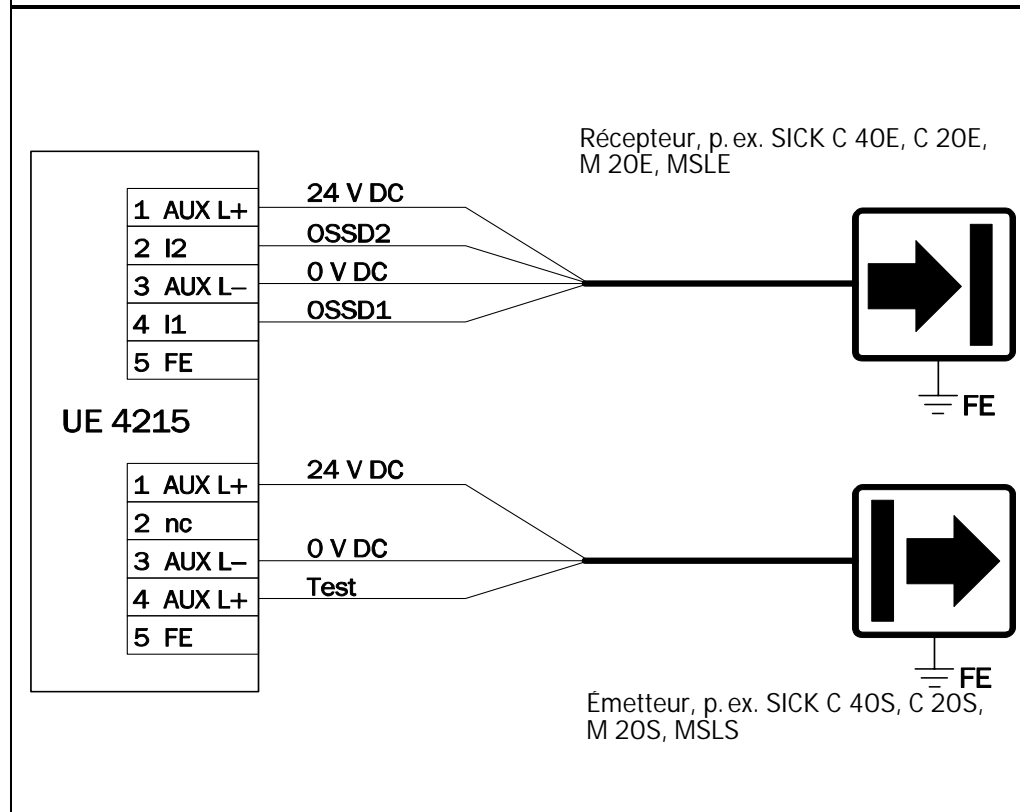 Récepteur, p. ex. SICK C 40E, C 20E,
M 20E, MSLE
24 V DC
1 AUX L+
OSSD2
2 I2
0 V DC
3 AUX L–
OSSD1
4 I1
5 FE
FE
UE 4215
24 V DC
1 AUX L+
2 nc
0 V DC
3 AUX L–
Test
4 AUX L+
5 FE
FE
Émetteur, p. ex. SICK C 40S, C 20S,
M 20S, MSLS